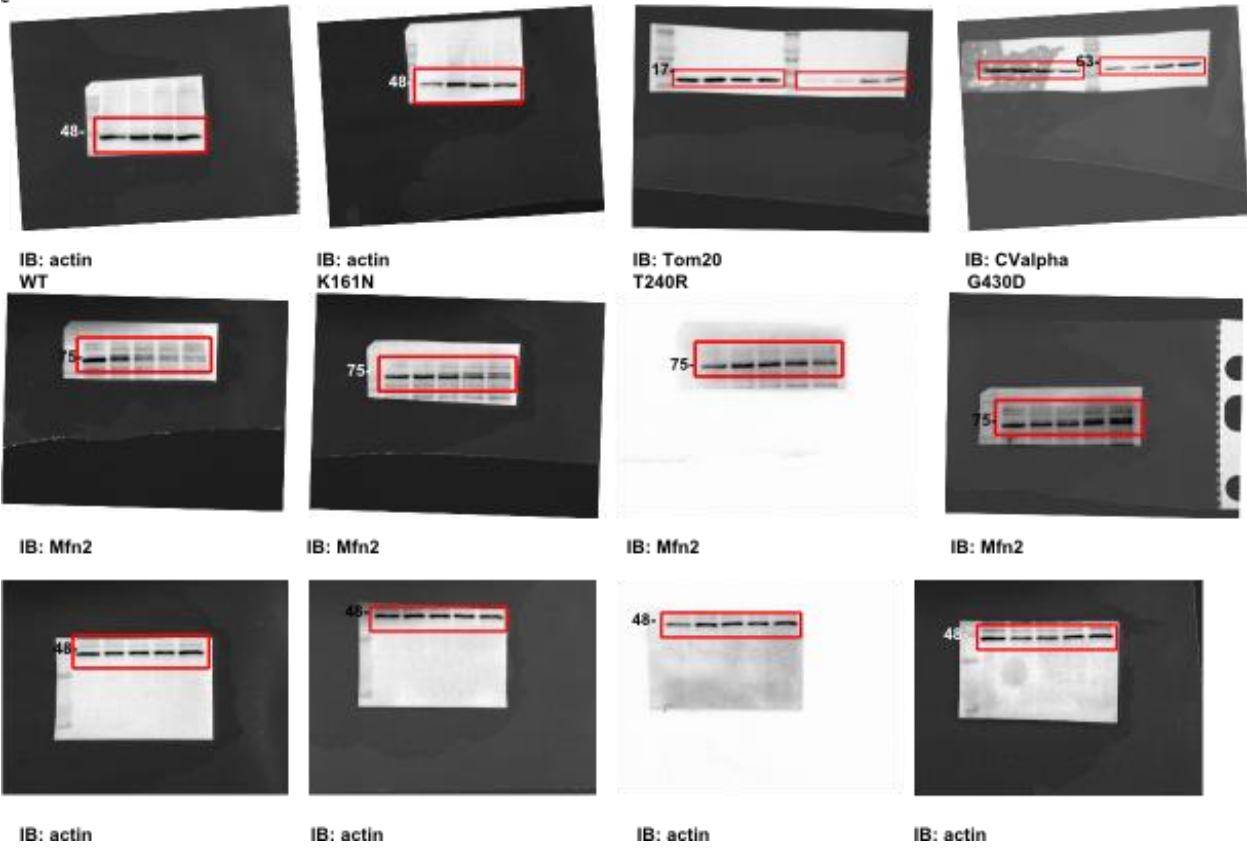 48-
48
17-
63-
IB: actin
IB: actin
IB: Tom20
IB: CValpha
WT
K161N
T240R
G430D
75-
75-
75-
75-
IB: Mfn2
IB: Mfn2
IB: Mfn2
IB: Mfn2
48-
48-
48-
48-
IB: actin
IB: actin
IB: actin
IB: actin